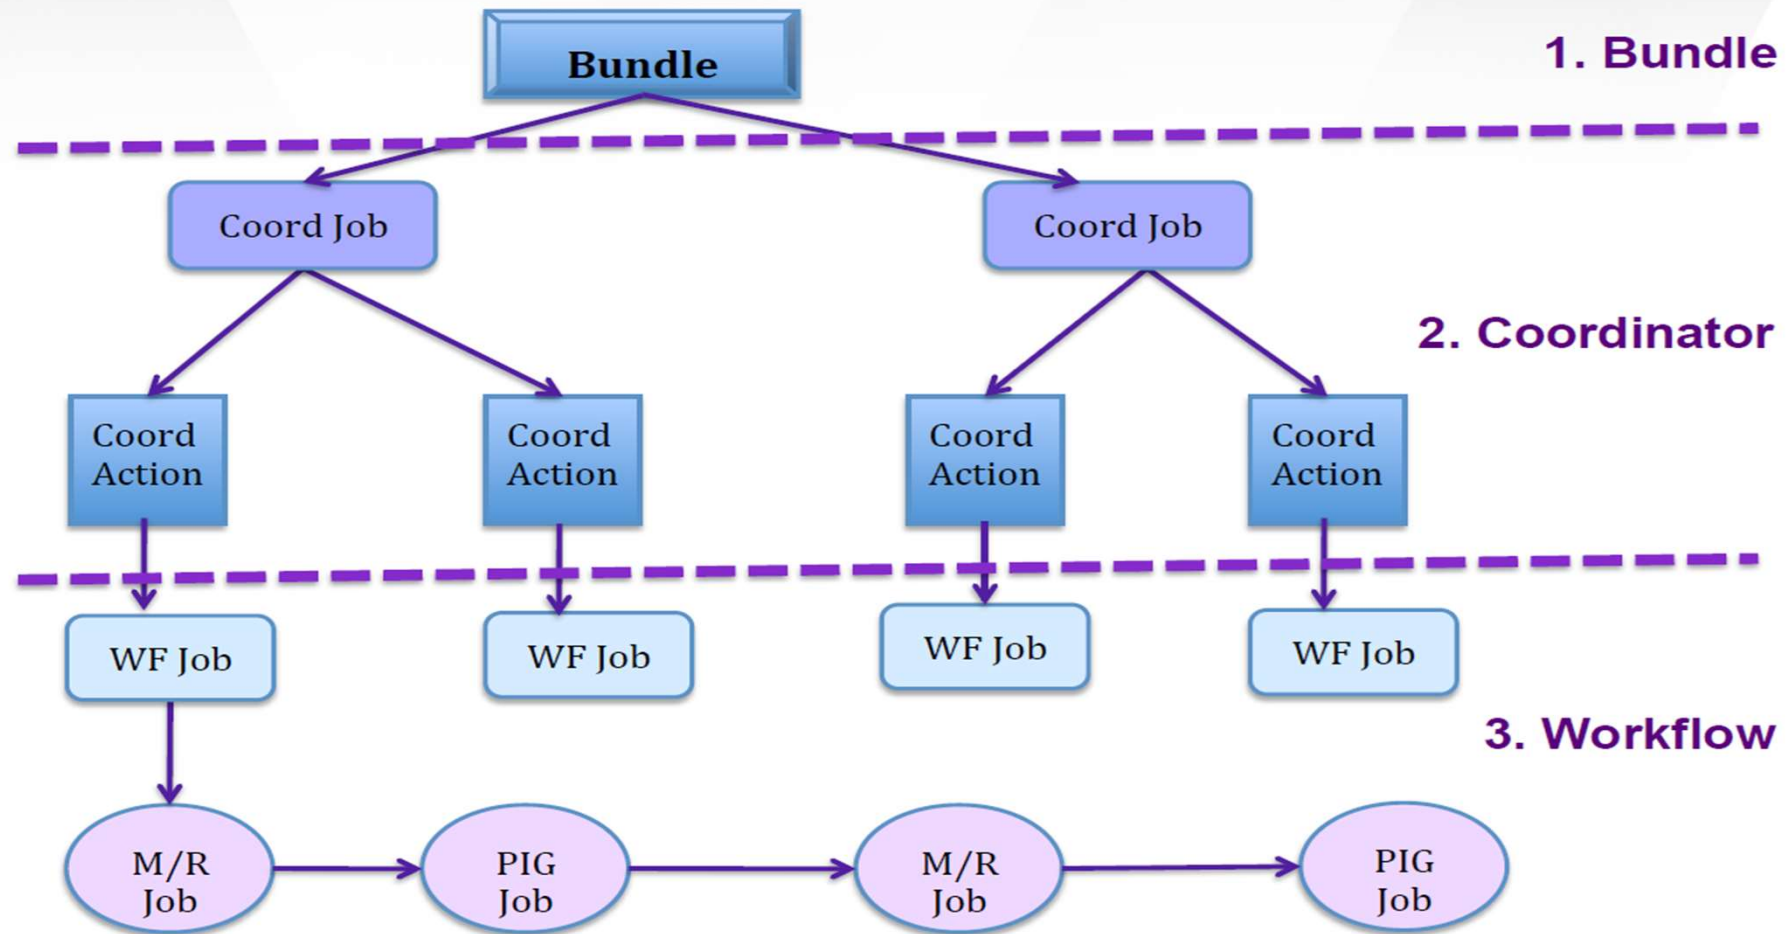 Bundle
1. Bundle
Coord Job
Coord Job
2. Coordinator
Coord
Action
Coord
Action
Coord
Action
Coord
Action
WF Job
WF Job
WF Job
WF Job
3. Workflow
M/R
Job
PIG
Job
M/R
Job
PIG
Job